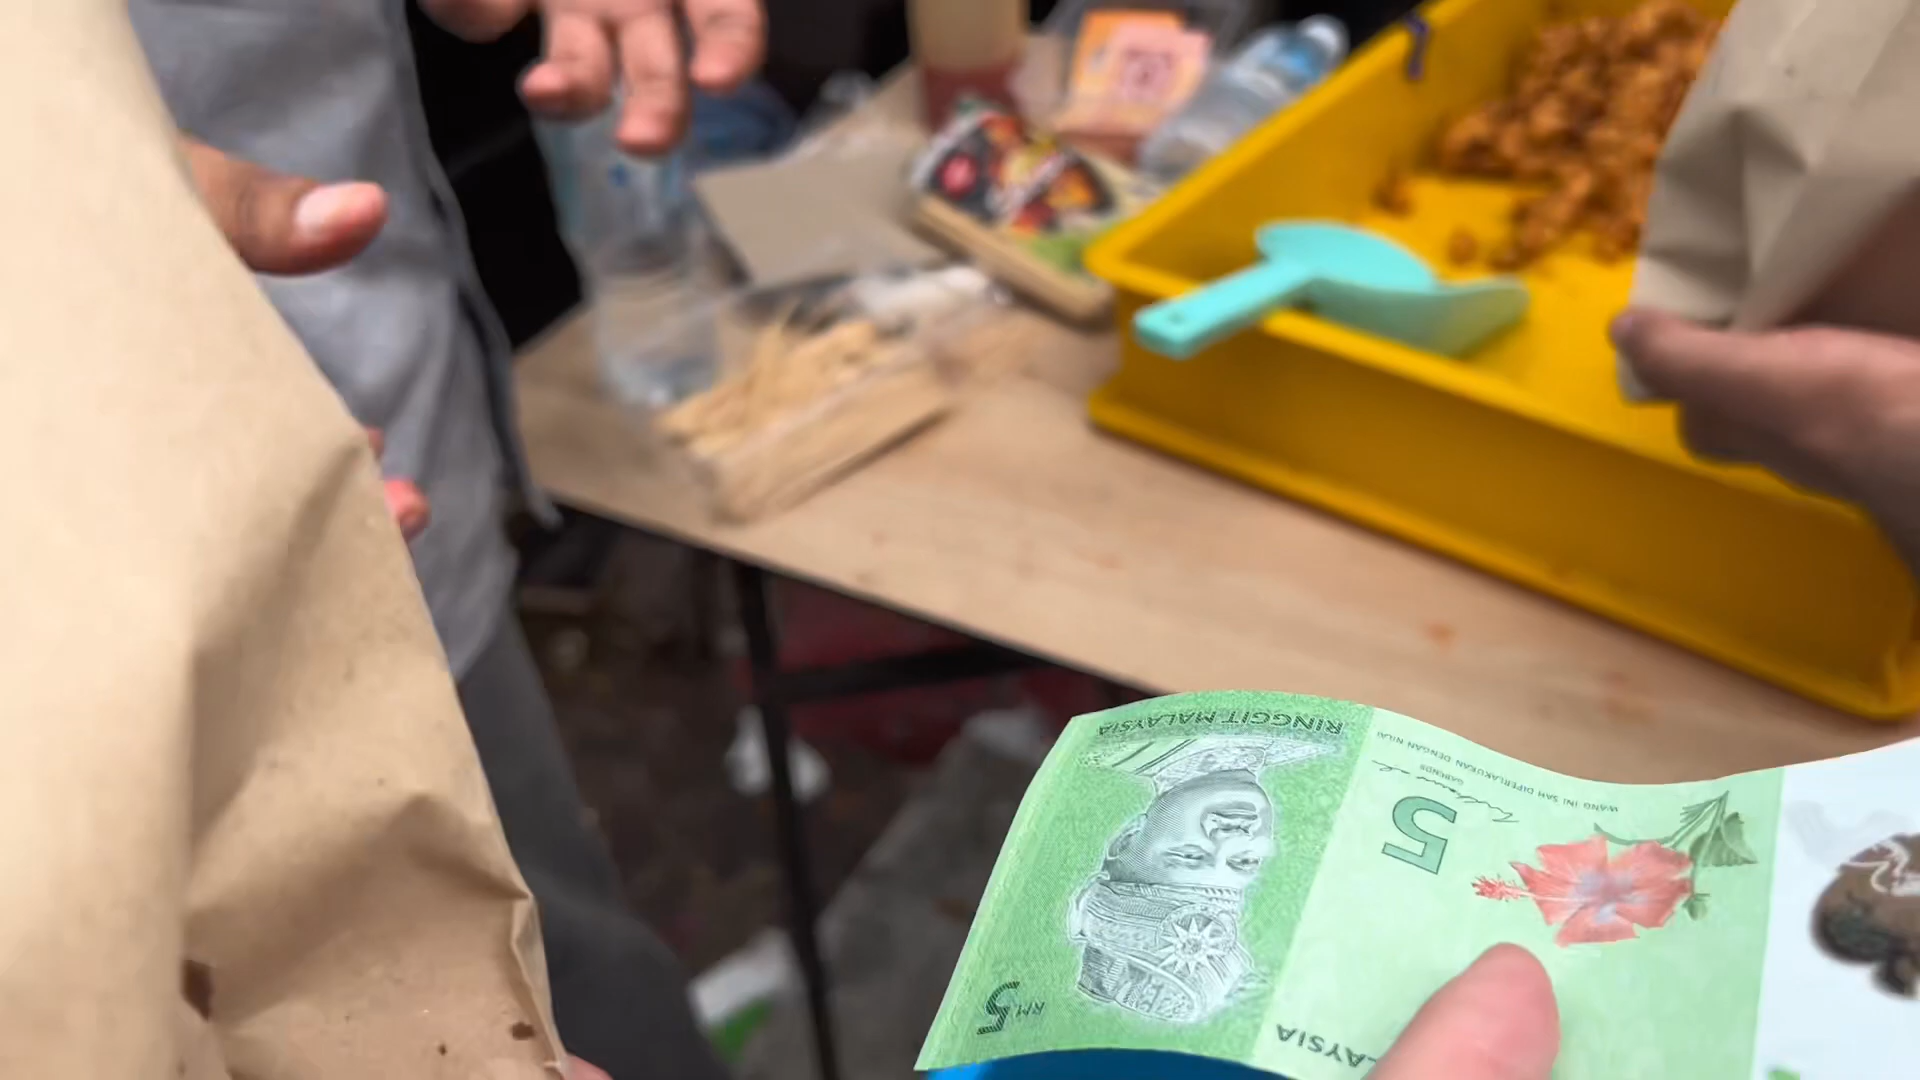 RINGGIT MALAYSIA
WANG INI SAH DIPERLAKUKAN DENGAN NILAI
GABENOR
5
RM5
LAYSIA